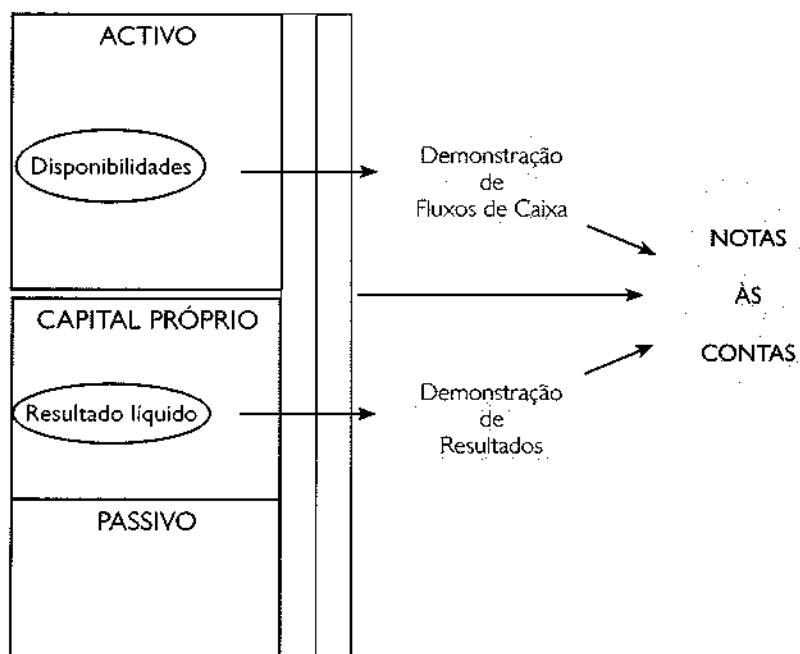 ACTIVO
Disponibilidades
CAPITAL PRÓPRIO
Resultado líquido
PASSIVO
Demonstração
de
Fluxos de Caixa
Demonstração
de
Resultados
NOTAS
ÀS
CONTAS